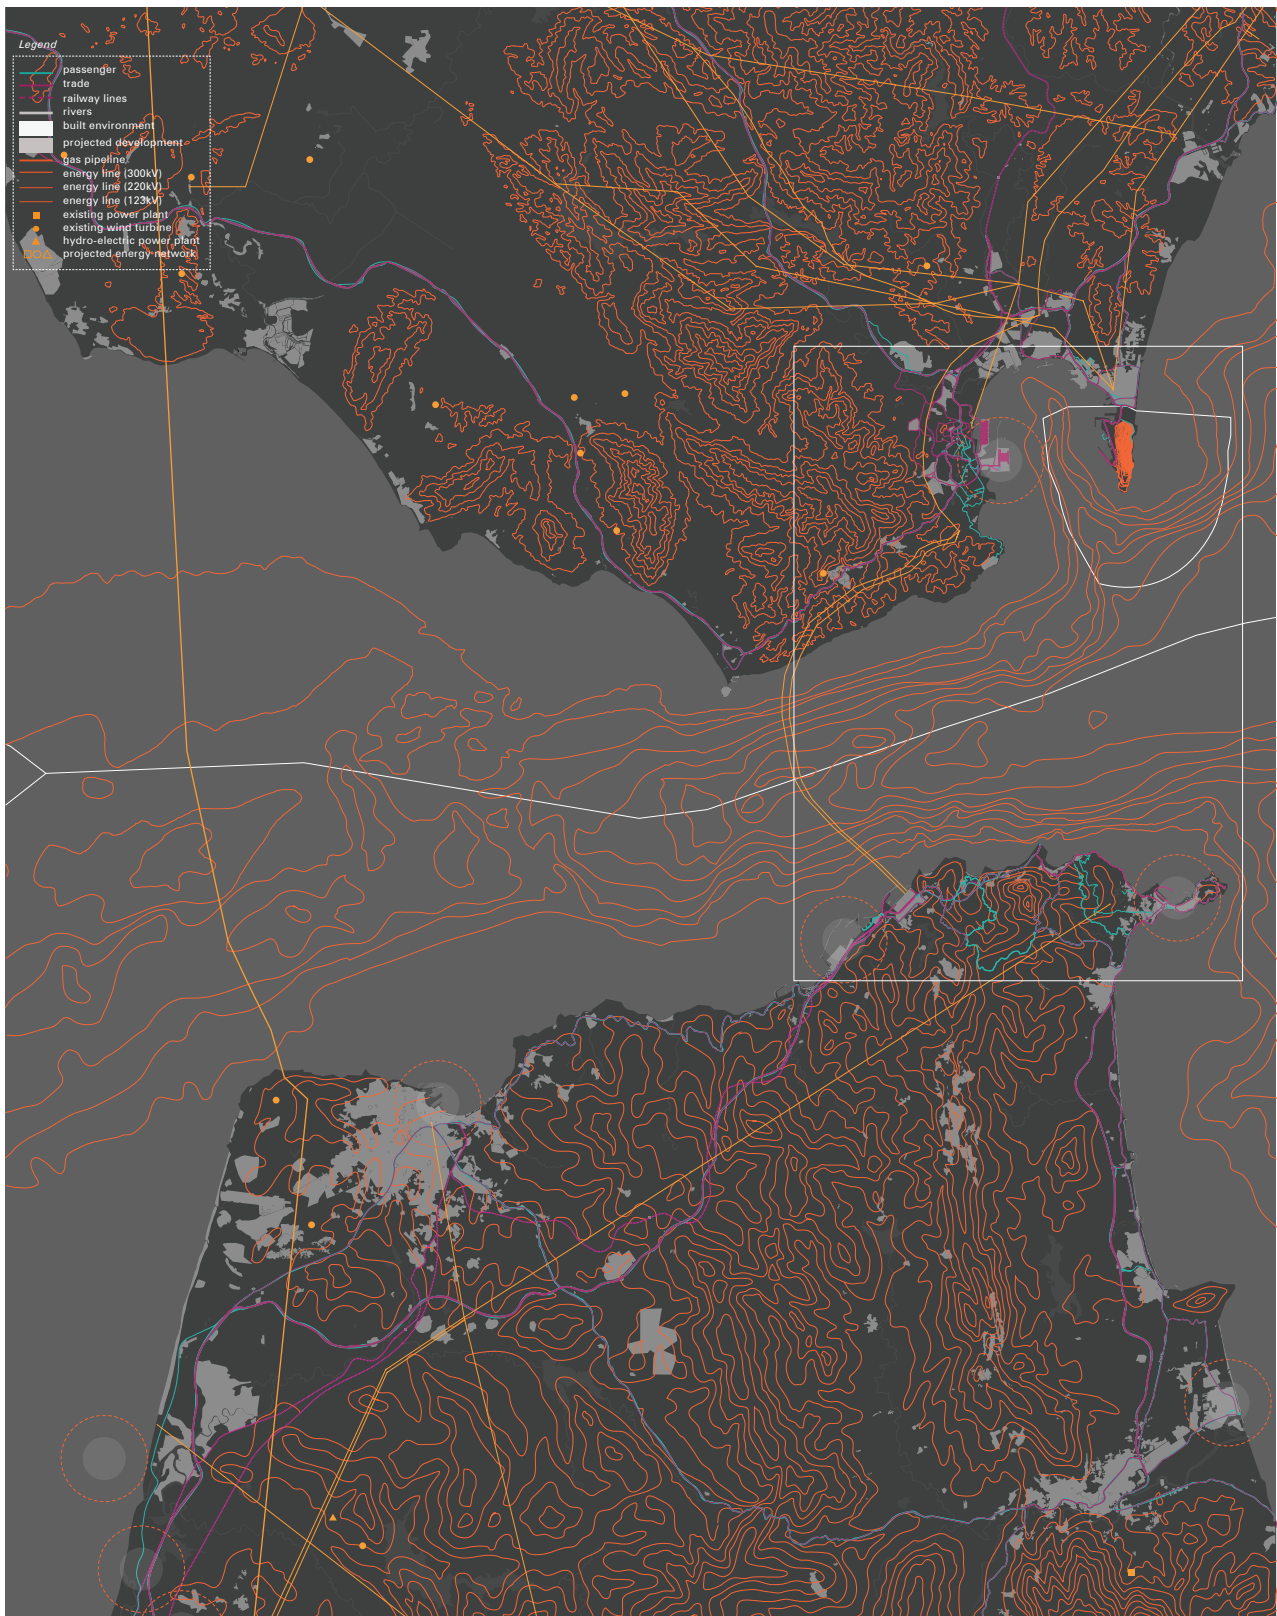 Legend
passenger
trade
railway lines
rivers
built environment
projected development
gas pipeline
energy line (300kV)
energy line (220kV)
energy line (123kV)
existing power plant
existing wind turbine
hydro-electric power plant
projected energy network